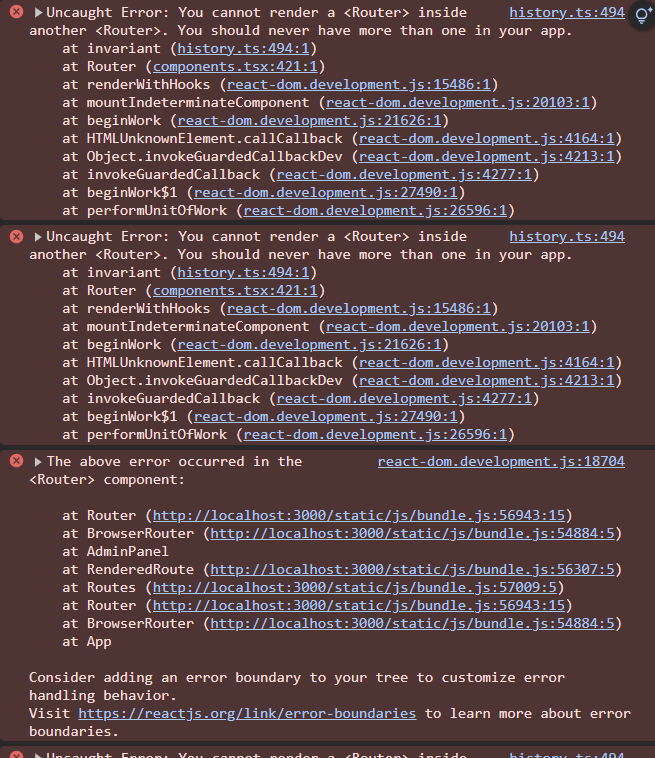 ▶Uncaught Error: You cannot render a <Router> inside history.ts:494
another <Router>. You should never have more than one in your app.
at invariant (history.ts:494:1)
at Router (components.tsx:421:1)
at renderWithHooks (react-dom.development.js:15486:1)
at mountIndeterminateComponent (react-dom.development.js:20103:1)
at beginWork (react-dom.development.js:21626:1)
at HTMLUnknownElement.callCallback (react-dom.development.js:4164:1)
at Object.invokeGuardedCallbackDev (react-dom.development.js:4213:1)
at invokeGuardedCallback (react-dom.development.js:4277:1)
at beginWork$1 (react-dom.development.js:27490:1)
at performUnitOfWork (react-dom.development.js:26596:1)
▶Uncaught Error: You cannot render a <Router> inside history.ts:494
another <Router>. You should never have more than one in your app.
at invariant (history.ts:494:1)
at Router (components.tsx:421:1)
at renderWithHooks (react-dom.development.js:15486:1)
at mountIndeterminateComponent (react-dom.development.js:20103:1)
at beginWork (react-dom.development.js:21626:1)
at HTMLUnknownElement.callCallback (react-dom.development.js:4164:1)
at Object.invokeGuardedCallbackDev (react-dom.development.js:4213:1)
at invokeGuardedCallback (react-dom.development.js:4277:1)
at beginWork$1 (react-dom.development.js:27490:1)
at performUnitOfWork (react-dom.development.js:26596:1)
▶The above error occurred in the react-dom.development.js:18704
<Router> component:
at Router (http://localhost:3000/static/js/bundle.js:56943:15)
at BrowserRouter (http://localhost:3000/static/js/bundle.js:54884:5)
at AdminPanel
at RenderedRoute (http://localhost:3000/static/js/bundle.js:56307:5)
at Routes (http://localhost:3000/static/js/bundle.js:57009:5)
at Router (http://localhost:3000/static/js/bundle.js:56943:15)
at BrowserRouter (http://localhost:3000/static/js/bundle.js:54884:5)
at App
Consider adding an error boundary to your tree to customize error
handling behavior.
Visit https://reactjs.org/link/error-boundaries to learn more about error
boundaries.
▶Uncaught Error: You cannot render a <Router> inside history.ts:494